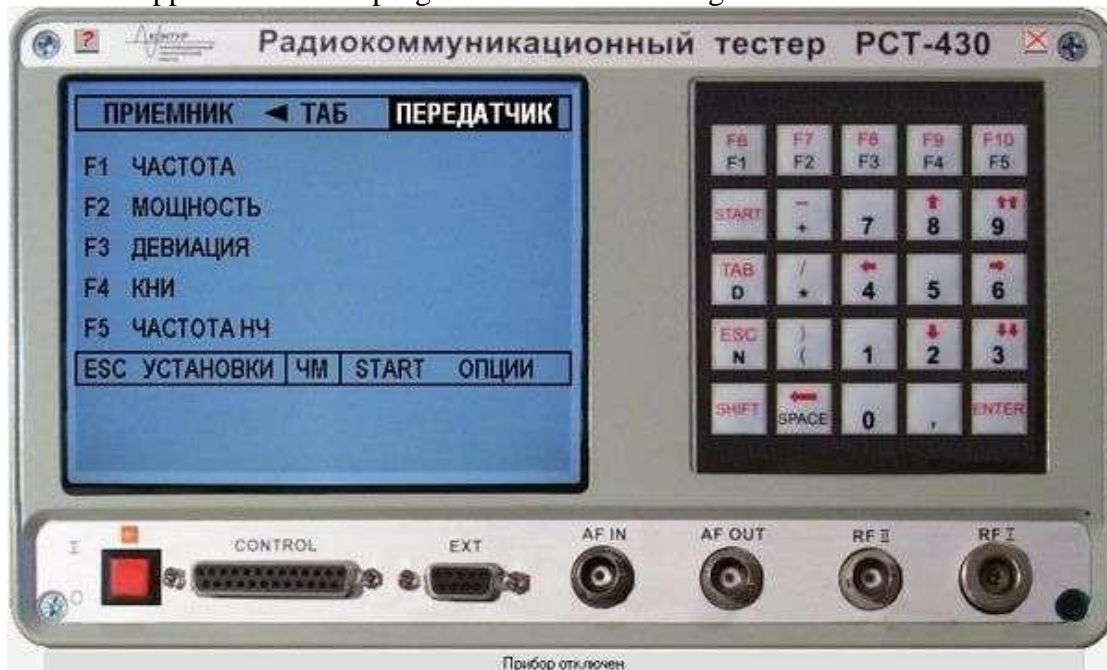 Радиокоммуникационный тестер РСТ-430
?
ПРИЕМНИК ◄ ТАБ ПЕРЕДАТЧИК
F1 ЧАСТОТА
F2 МОЩНОСТЬ
F3 ДЕВИАЦИЯ
F4 КНИ
F5 ЧАСТОТА НЧ
ESC УСТАНОВКИ ЧМ START ОПЦИИ
F6 F7 F8 F9 F10
F1 F2 F3 F4 F5
START - + 7 8 9
TAB D / * 4 5 6
ESC N ) ( 1 2 3
SHIFT SPACE 0 , ENTER
I
O
CONTROL EXT AF IN AF OUT RF II RF I
Прибор отключен